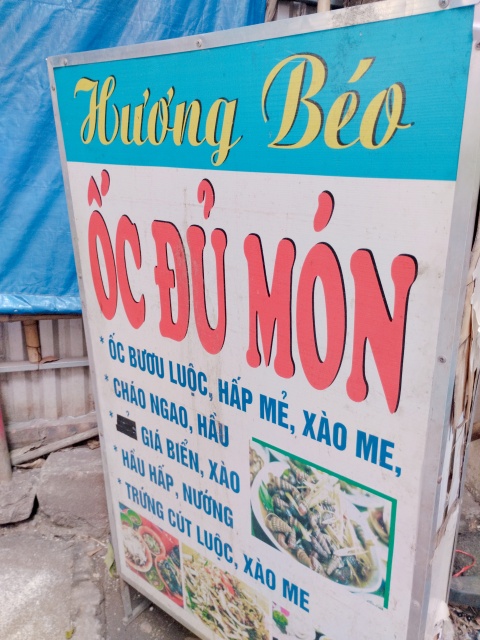 Hương Béo
ỐC ĐỦ MÓN
* ỐC BƯƠU LUỘC, HẤP MẺ, XÀO ME,
* CHÁO NGAO, HẦU
* GIÁ BIỂN, XÀO
* HẦU HẤP, NƯỚNG
* TRỨNG CÚT LUỘC, XÀO ME